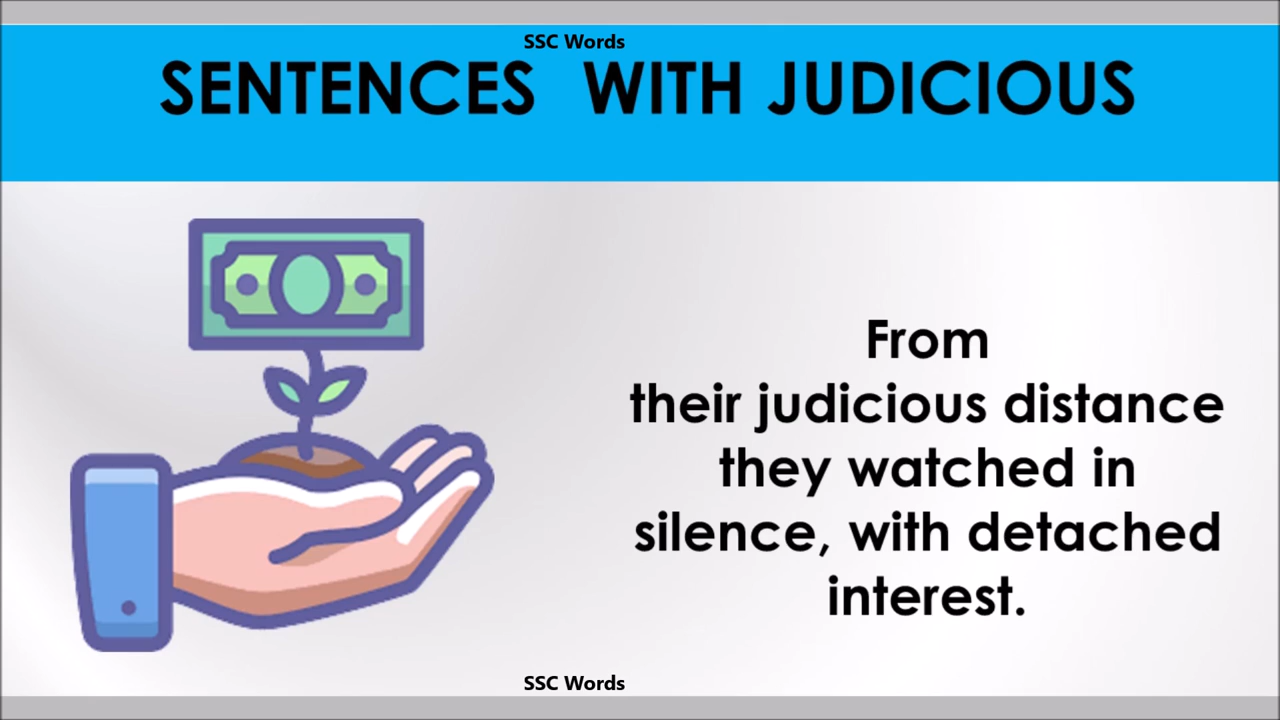 SSC Words
SENTENCES WITH JUDICIOUS
From
their judicious distance
they watched in
silence, with detached
interest.
SSC Words